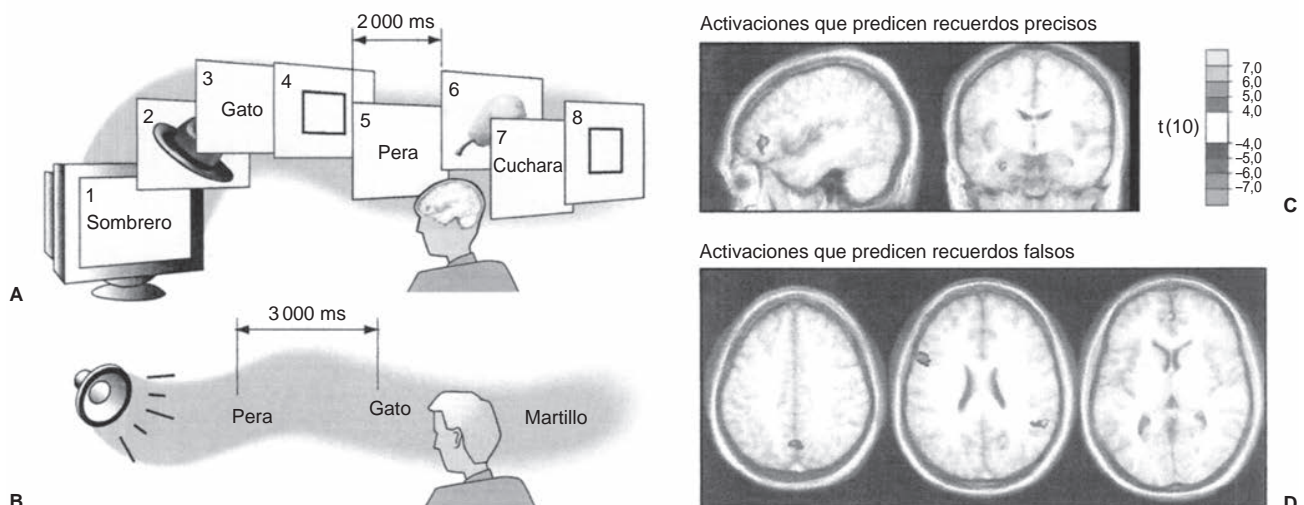 2 000 ms
1
Sombrero
2
3
Gato
4
5
Pera
6
7
Cuchara
8
A
3 000 ms
Pera
Gato
Martillo
B
Activaciones que predicen recuerdos precisos
t(10)
7,0
6,0
5,0
4,0
–4,0
–5,0
–6,0
–7,0
C
Activaciones que predicen recuerdos falsos
D